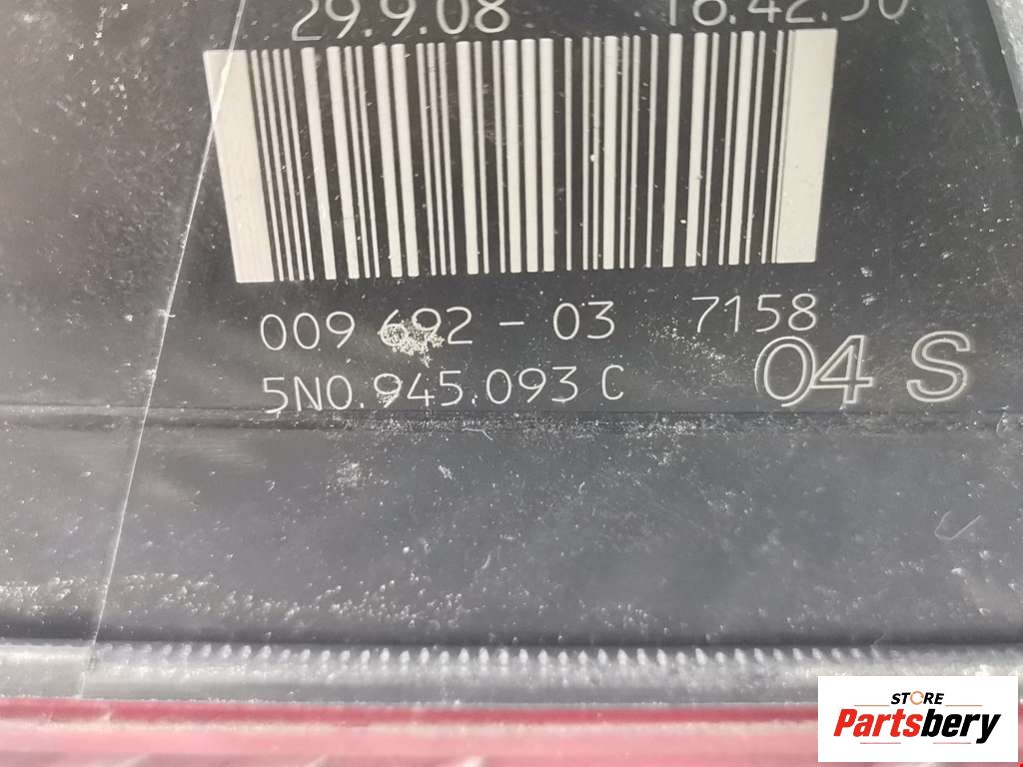 29.9.08 16.42.50
009 692 - 03 7158
5N0.945.093 C
04 S
STORE
Partsbery